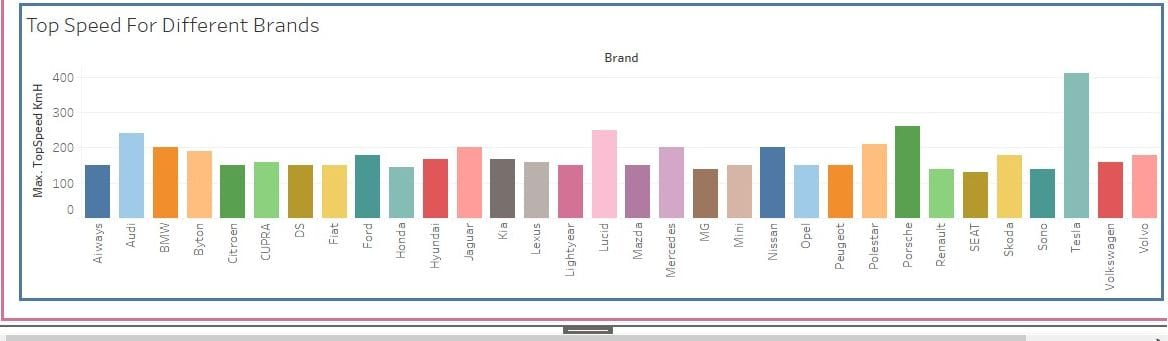 Top Speed For Different Brands
Brand
Max. TopSpeed KmH
400
300
200
100
0
Aiways
Audi
BMW
Byton
Citroen
CUPRA
DS
Fiat
Ford
Honda
Hyundai
Jaguar
Kia
Lexus
Lightyear
Lucid
Mazda
Mercedes
MG
Mini
Nissan
Opel
Peugeot
Polestar
Porsche
Renault
SEAT
Skoda
Sono
Tesla
Volkswagen
Volvo